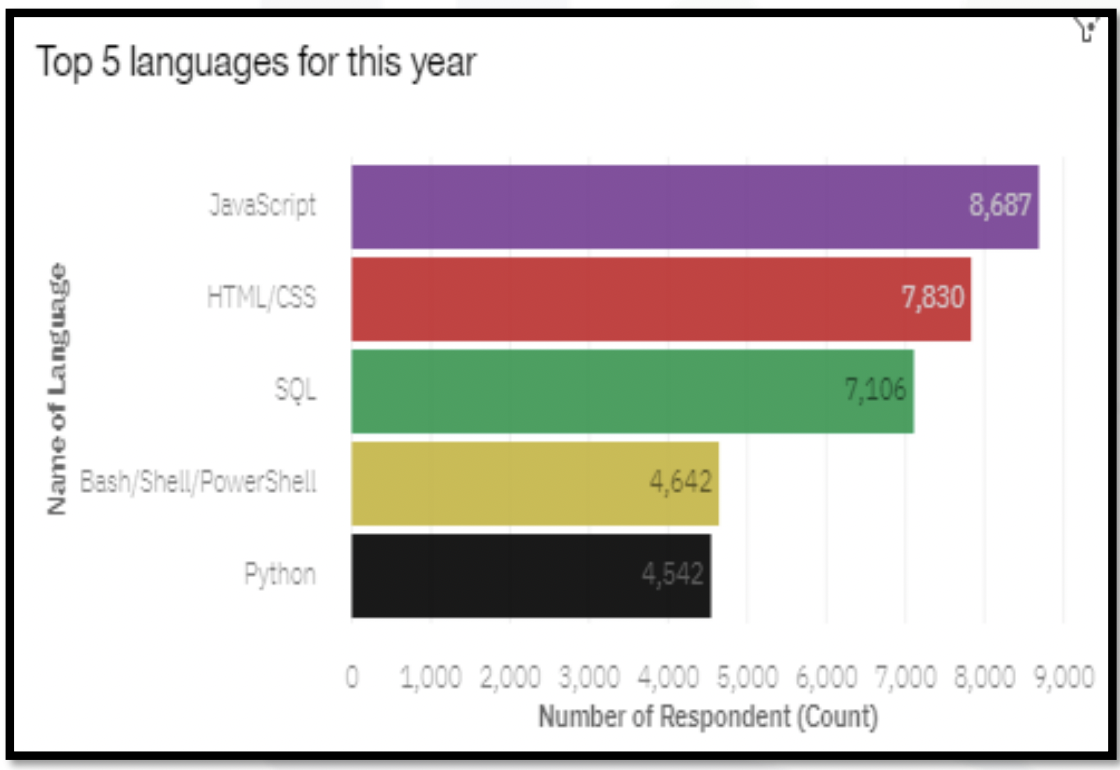 Top 5 languages for this year
Name of Language
JavaScript 8,687
HTML/CSS 7,830
SQL 7,106
Bash/Shell/PowerShell 4,642
Python 4,542
0 1,000 2,000 3,000 4,000 5,000 6,000 7,000 8,000 9,000
Number of Respondent (Count)